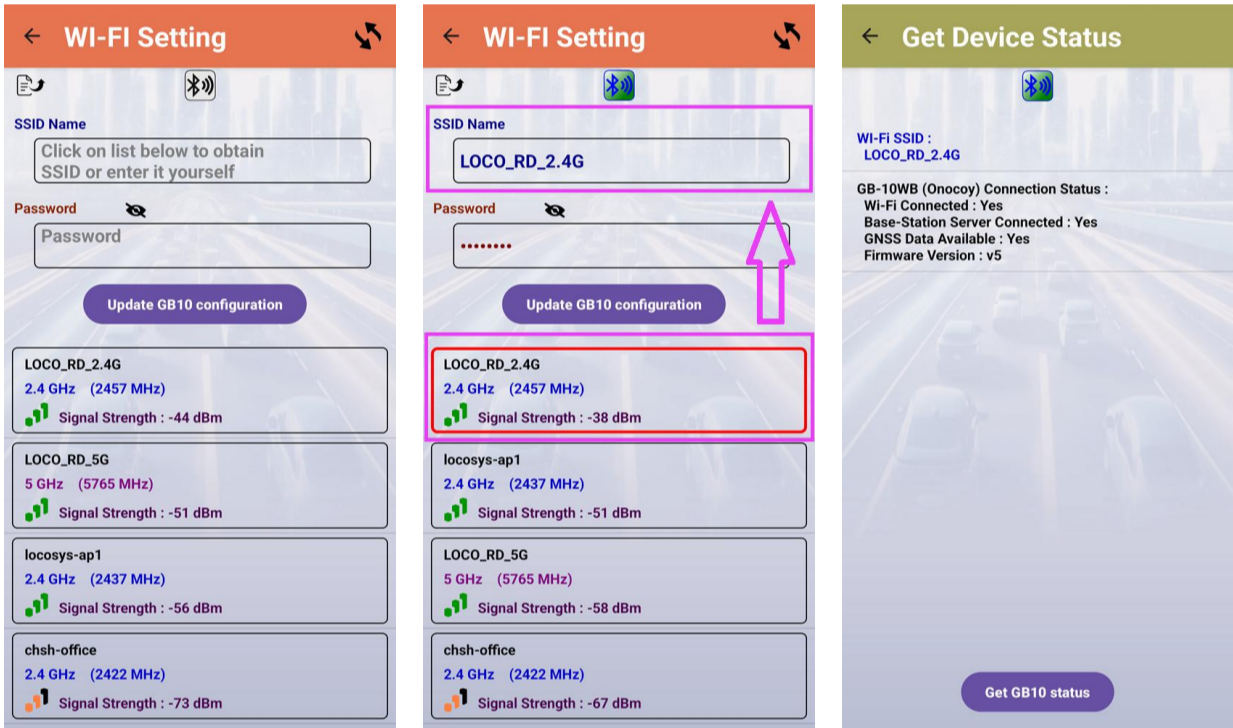 WI-FI Setting
SSID Name
Click on list below to obtain
SSID or enter it yourself
Password
Password
Update GB10 configuration
LOCO_RD_2.4G
2.4 GHz (2457 MHz)
Signal Strength : -44 dBm
LOCO_RD_5G
5 GHz (5765 MHz)
Signal Strength : -51 dBm
locosys-ap1
2.4 GHz (2437 MHz)
Signal Strength : -56 dBm
chsh-office
2.4 GHz (2422 MHz)
Signal Strength : -73 dBm
WI-FI Setting
SSID Name
LOCO_RD_2.4G
Password
••••••••
Update GB10 configuration
LOCO_RD_2.4G
2.4 GHz (2457 MHz)
Signal Strength : -38 dBm
locosys-ap1
2.4 GHz (2437 MHz)
Signal Strength : -51 dBm
LOCO_RD_5G
5 GHz (5765 MHz)
Signal Strength : -58 dBm
chsh-office
2.4 GHz (2422 MHz)
Signal Strength : -67 dBm
Get Device Status
WI-Fi SSID :
LOCO_RD_2.4G
GB-10WB (Onocoy) Connection Status :
Wi-Fi Connected : Yes
Base-Station Server Connected : Yes
GNSS Data Available : Yes
Firmware Version : v5
Get GB10 status